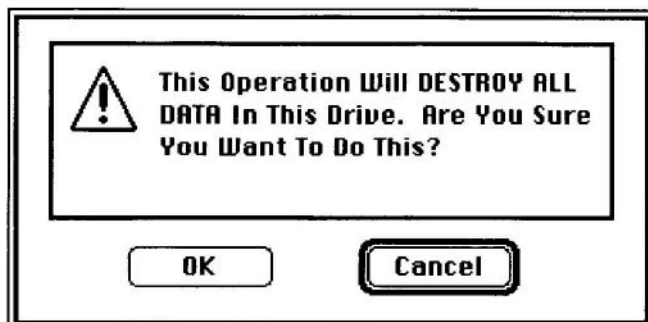 This Operation Will DESTROY ALL
DATA In This Drive.  Are You Sure
You Want To Do This?
OK
Cancel